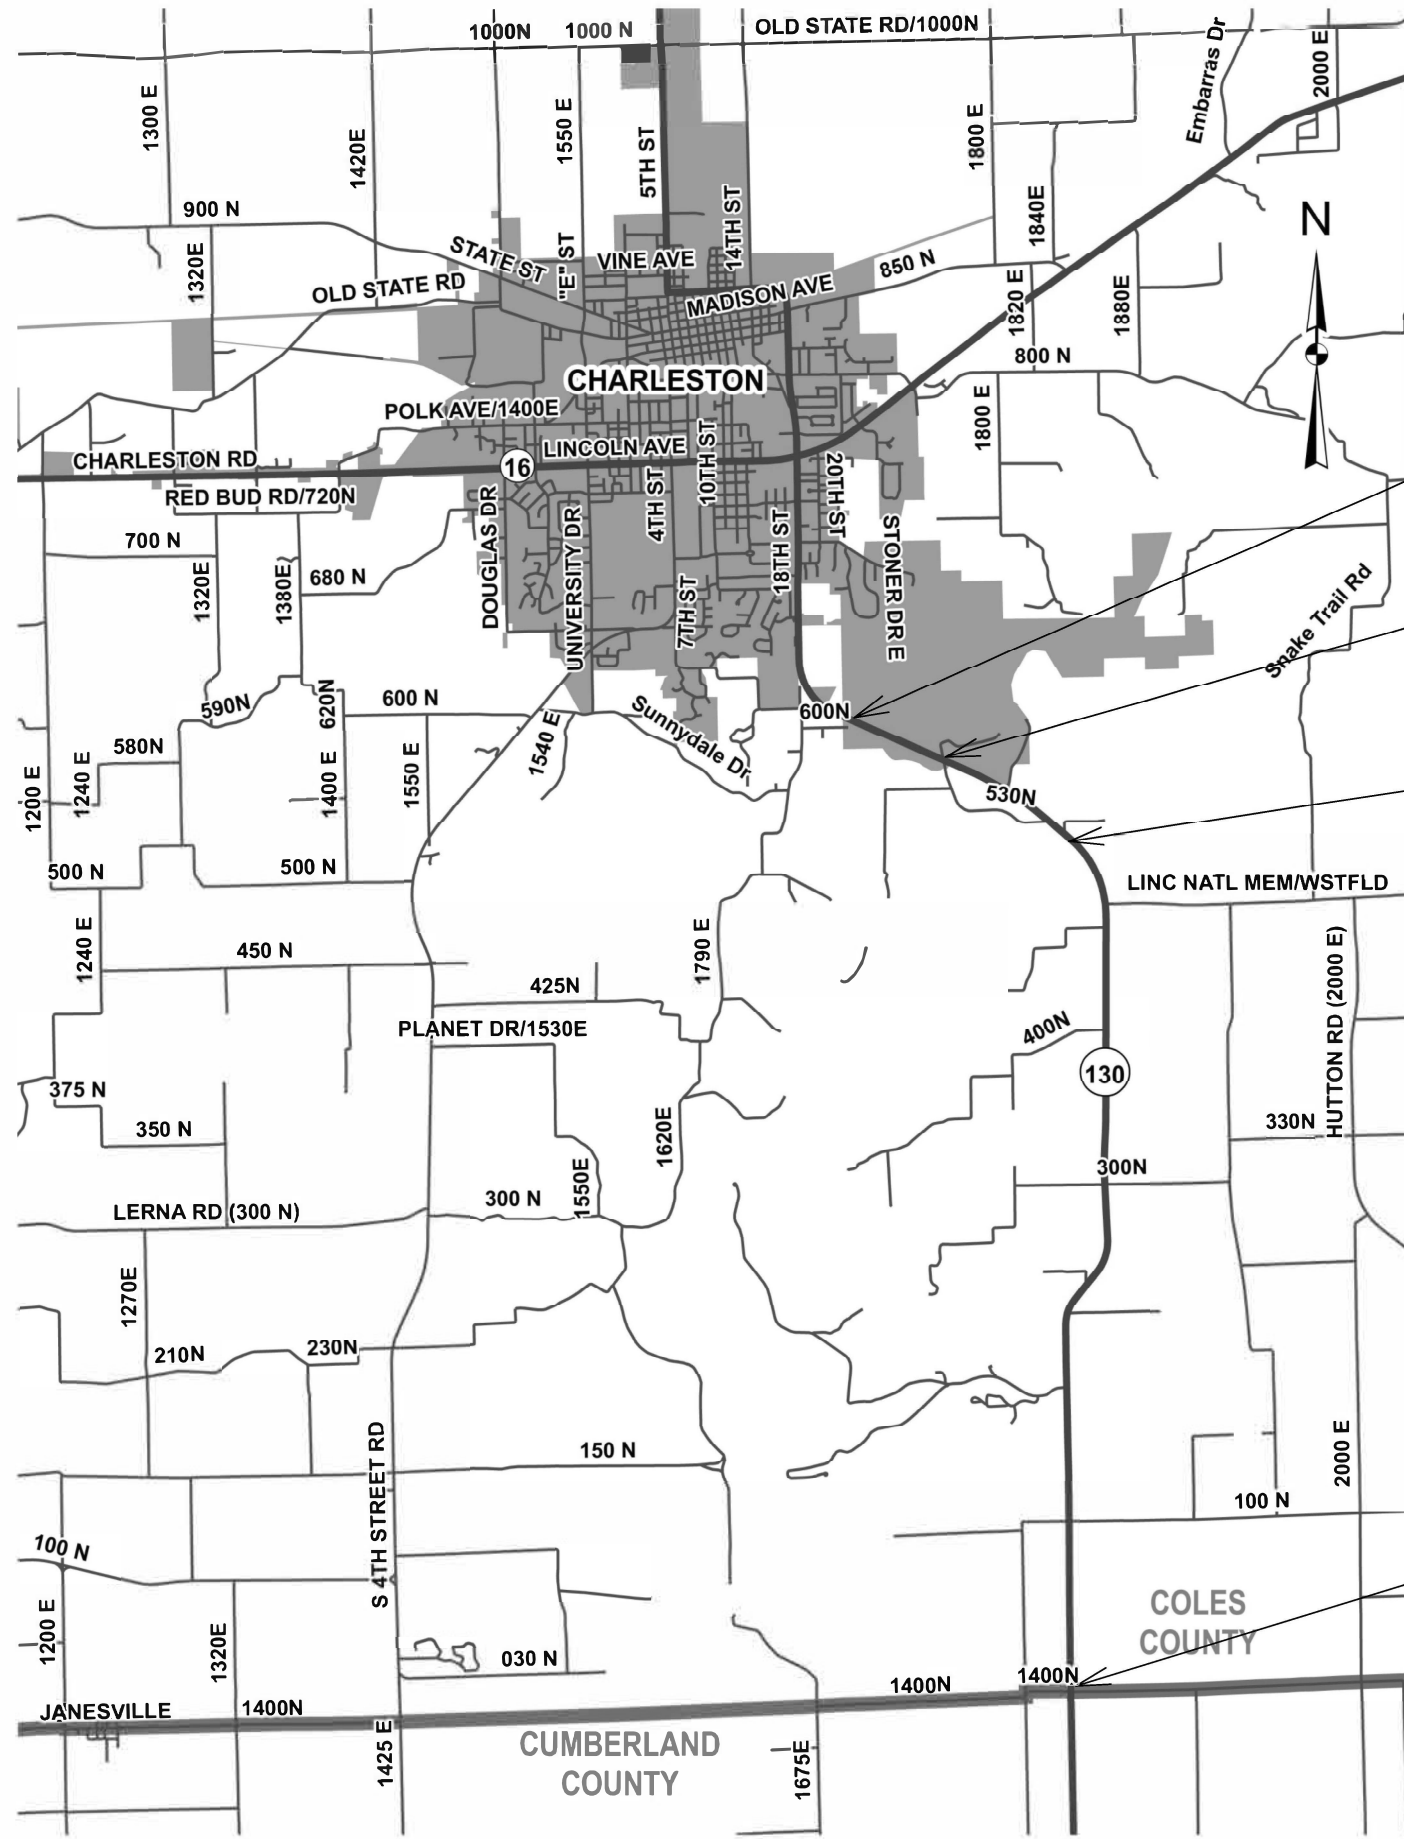 1000N
1000 N
OLD STATE RD/1000N
1300 E
1420E
1550 E
5TH ST
14TH ST
1800 E
1840E
Embarras Dr
2000 E
N
900 N
1320E
STATE ST
OLD STATE RD
"E" ST
VINE AVE
MADISON AVE
850 N
1820 E
1880E
800 N
CHARLESTON
POLK AVE/1400E
LINCOLN AVE
10TH ST
1800 E
CHARLESTON RD
16
RED BUD RD/720N
4TH ST
20TH ST
18TH ST
STONER DR E
DOUGLAS DR
UNIVERSITY DR
7TH ST
700 N
1320E
1380E
680 N
Snake Trail Rd
590N
620N
600 N
Sunnydale Dr
600N
1540 E
580N
1200 E
1240 E
1400 E
1550 E
530N
500 N
500 N
LINC NATL MEM/WSTFLD
1240 E
450 N
1790 E
425N
HUTTON RD (2000 E)
PLANET DR/1530E
400N
130
375 N
350 N
1620E
330N
1550E
300N
300 N
LERNA RD (300 N)
1270E
210N
230N
150 N
2000 E
S 4TH STREET RD
100 N
100 N
1200 E
1320E
030 N
COLES
COUNTY
1400N
1400N
JANESVILLE
1400N
1425 E
CUMBERLAND
COUNTY
1675E